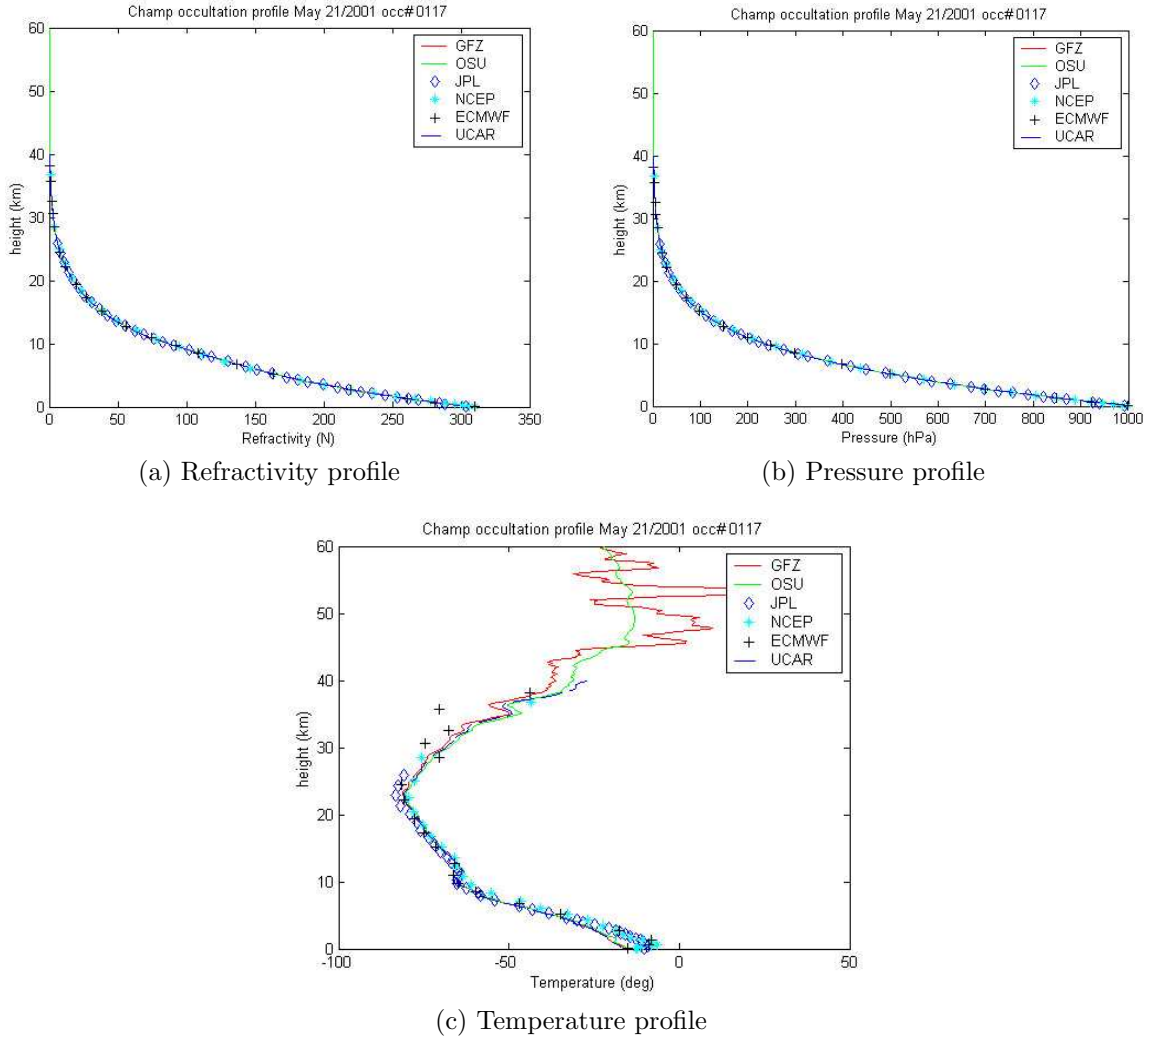 Champ occultation profile May 21/2001 occ#0117
60
50
40
30
20
10
0
height (km)
0 50 100 150 200 250 300 350
Refractivity (N)
GFZ
OSU
JPL
NCEP
ECMWF
UCAR
(a) Refractivity profile
Champ occultation profile May 21/2001 occ#0117
60
50
40
30
20
10
0
height (km)
0 100 200 300 400 500 600 700 800 900 1000
Pressure (hPa)
GFZ
OSU
JPL
NCEP
ECMWF
UCAR
(b) Pressure profile
Champ occultation profile May 21/2001 occ#0117
60
50
40
30
20
10
0
height (km)
-100 -50 0 50
Temperature (deg)
GFZ
OSU
JPL
NCEP
ECMWF
UCAR
(c) Temperature profile